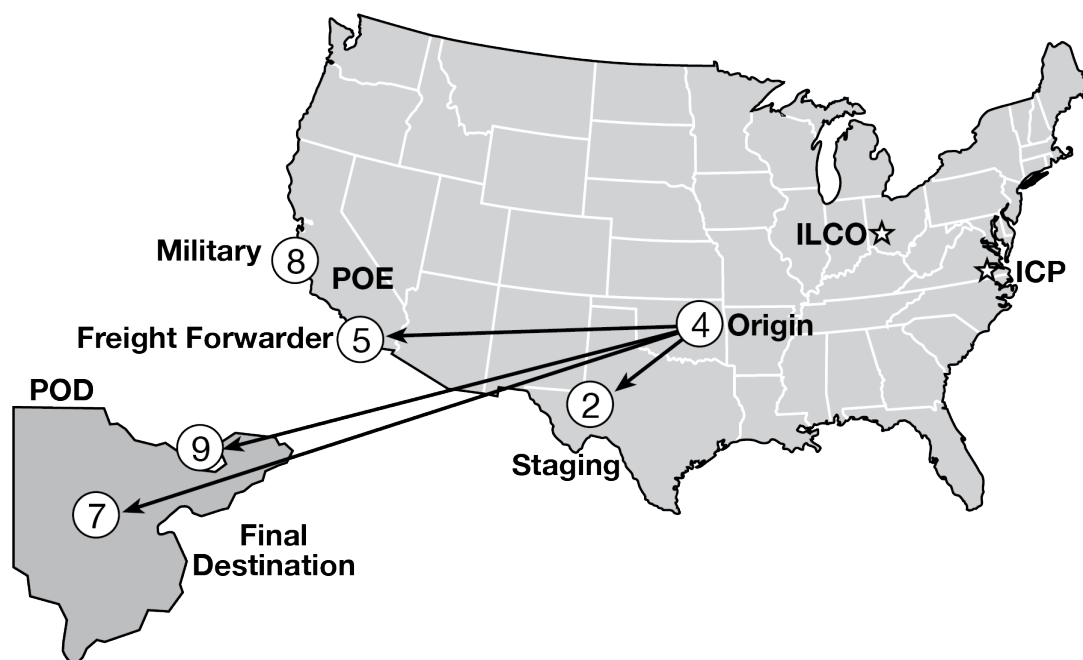 ILCO
Military
8
POE
ICP
Freight Forwarder
5
4
Origin
POD
2
9
Staging
7
Final
Destination